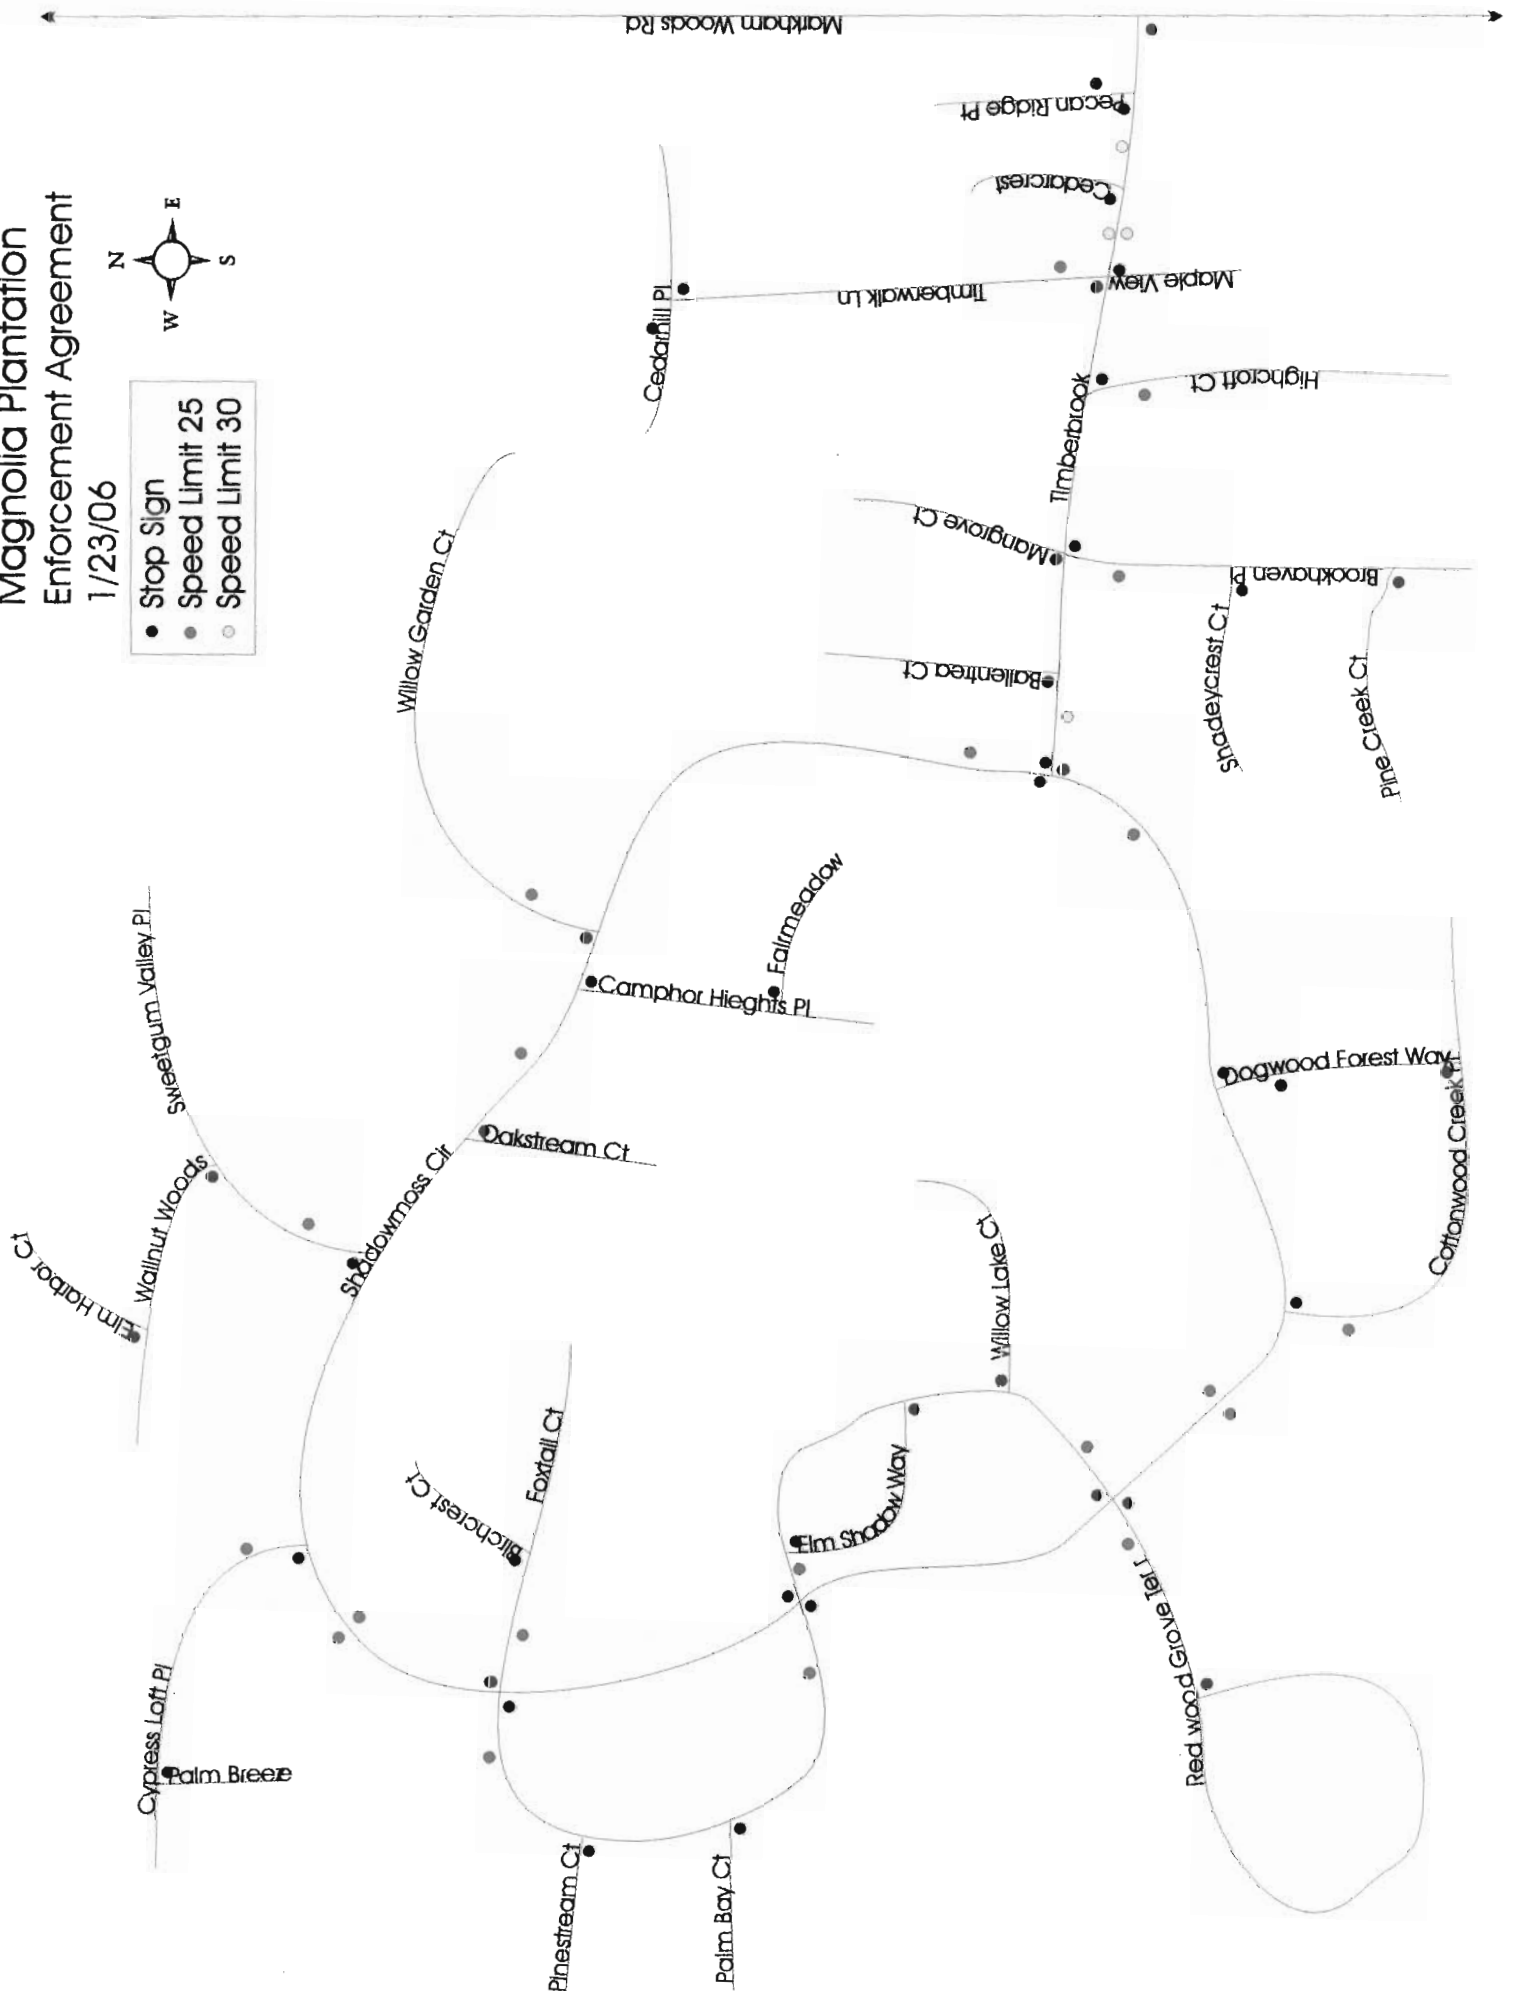 Magnolia Plantation
Enforcement Agreement
1/23/06
N
E
S
W
Stop Sign
Speed Limit 25
Speed Limit 30
Markham Woods Rd
Pecan Ridge Pt
Cedarcrest
Maple View
Timberwalk Ln
Cedarhill Pl
Highcroft Ct
Timberbrook
Mangrove Ct
Brookhaven Pl
Shadeycrest Ct
Pine Creek Ct
Ballentrea Ct
Willow Garden Ct
Fairmeadow
Camphor Hieghts Pl
Sweetgum Valley Pl
Wallnut Woods
Elm Harbor Ct
Oakstream Ct
Shadowmoss Cir
Dogwood Forest Way
Cottonwood Creek Pl
Willow Lake Ct
Elm Shadow Way
Foxtail Ct
Birchcrest Ct
Red wood Grove Terr
Cypress Loft Pl
Palm Breeze
Pinestream Ct
Palm Bay Ct